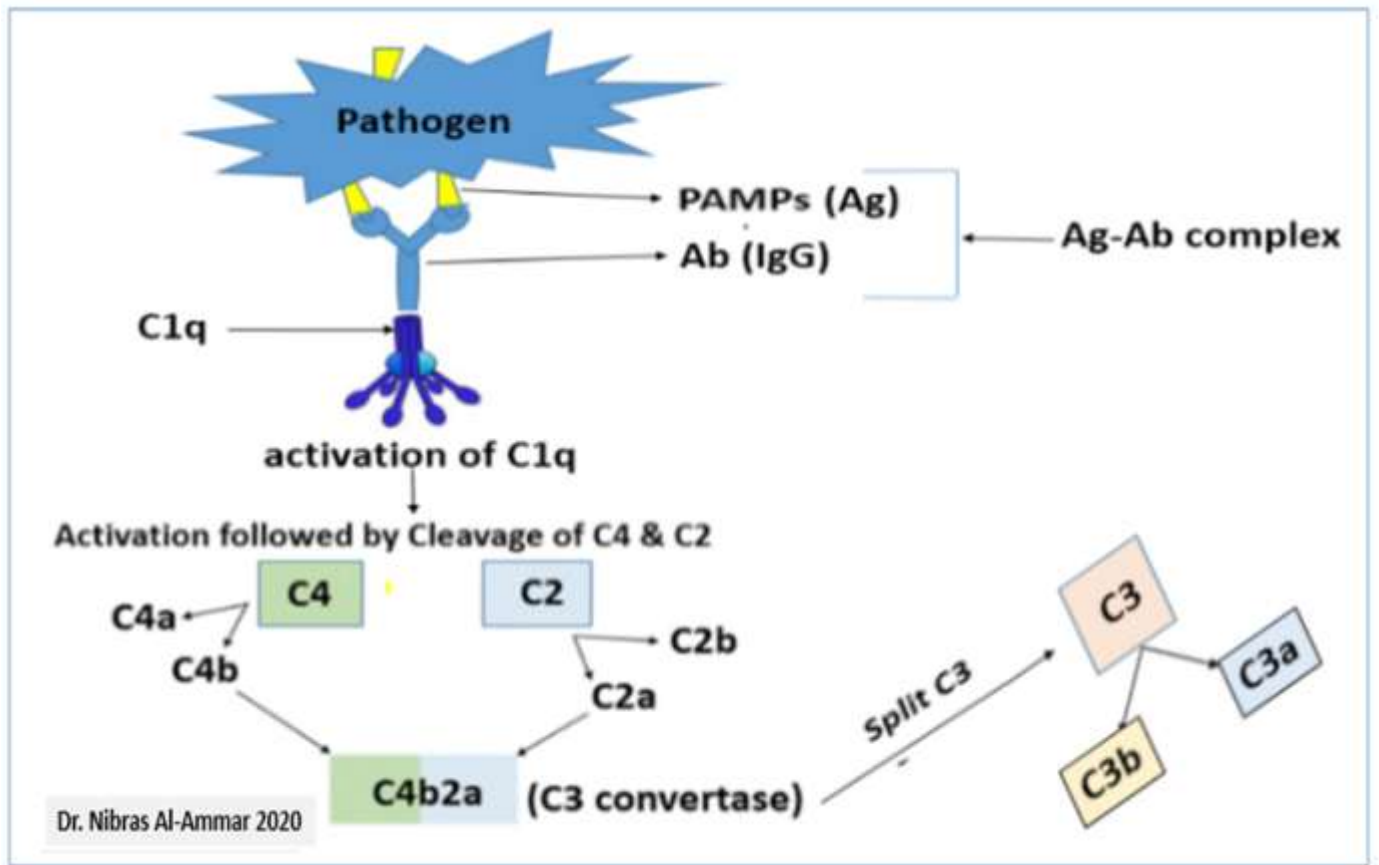 Pathogen
PAMPs (Ag)
Ab (IgG)
Ag-Ab complex
C1q
activation of C1q
Activation followed by Cleavage of C4 & C2
C4
C2
C4a
C4b
C2b
C2a
C4b2a (C3 convertase)
Split C3
C3
C3a
C3b
Dr. Nibras Al-Ammar 2020